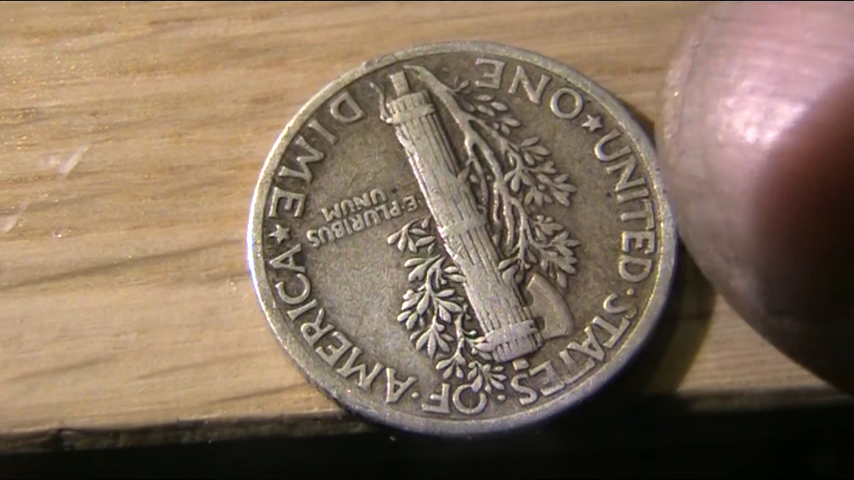 UNITED·STATES·OF·AMERICA
ONE DIME
E·PLURIBUS
UNUM